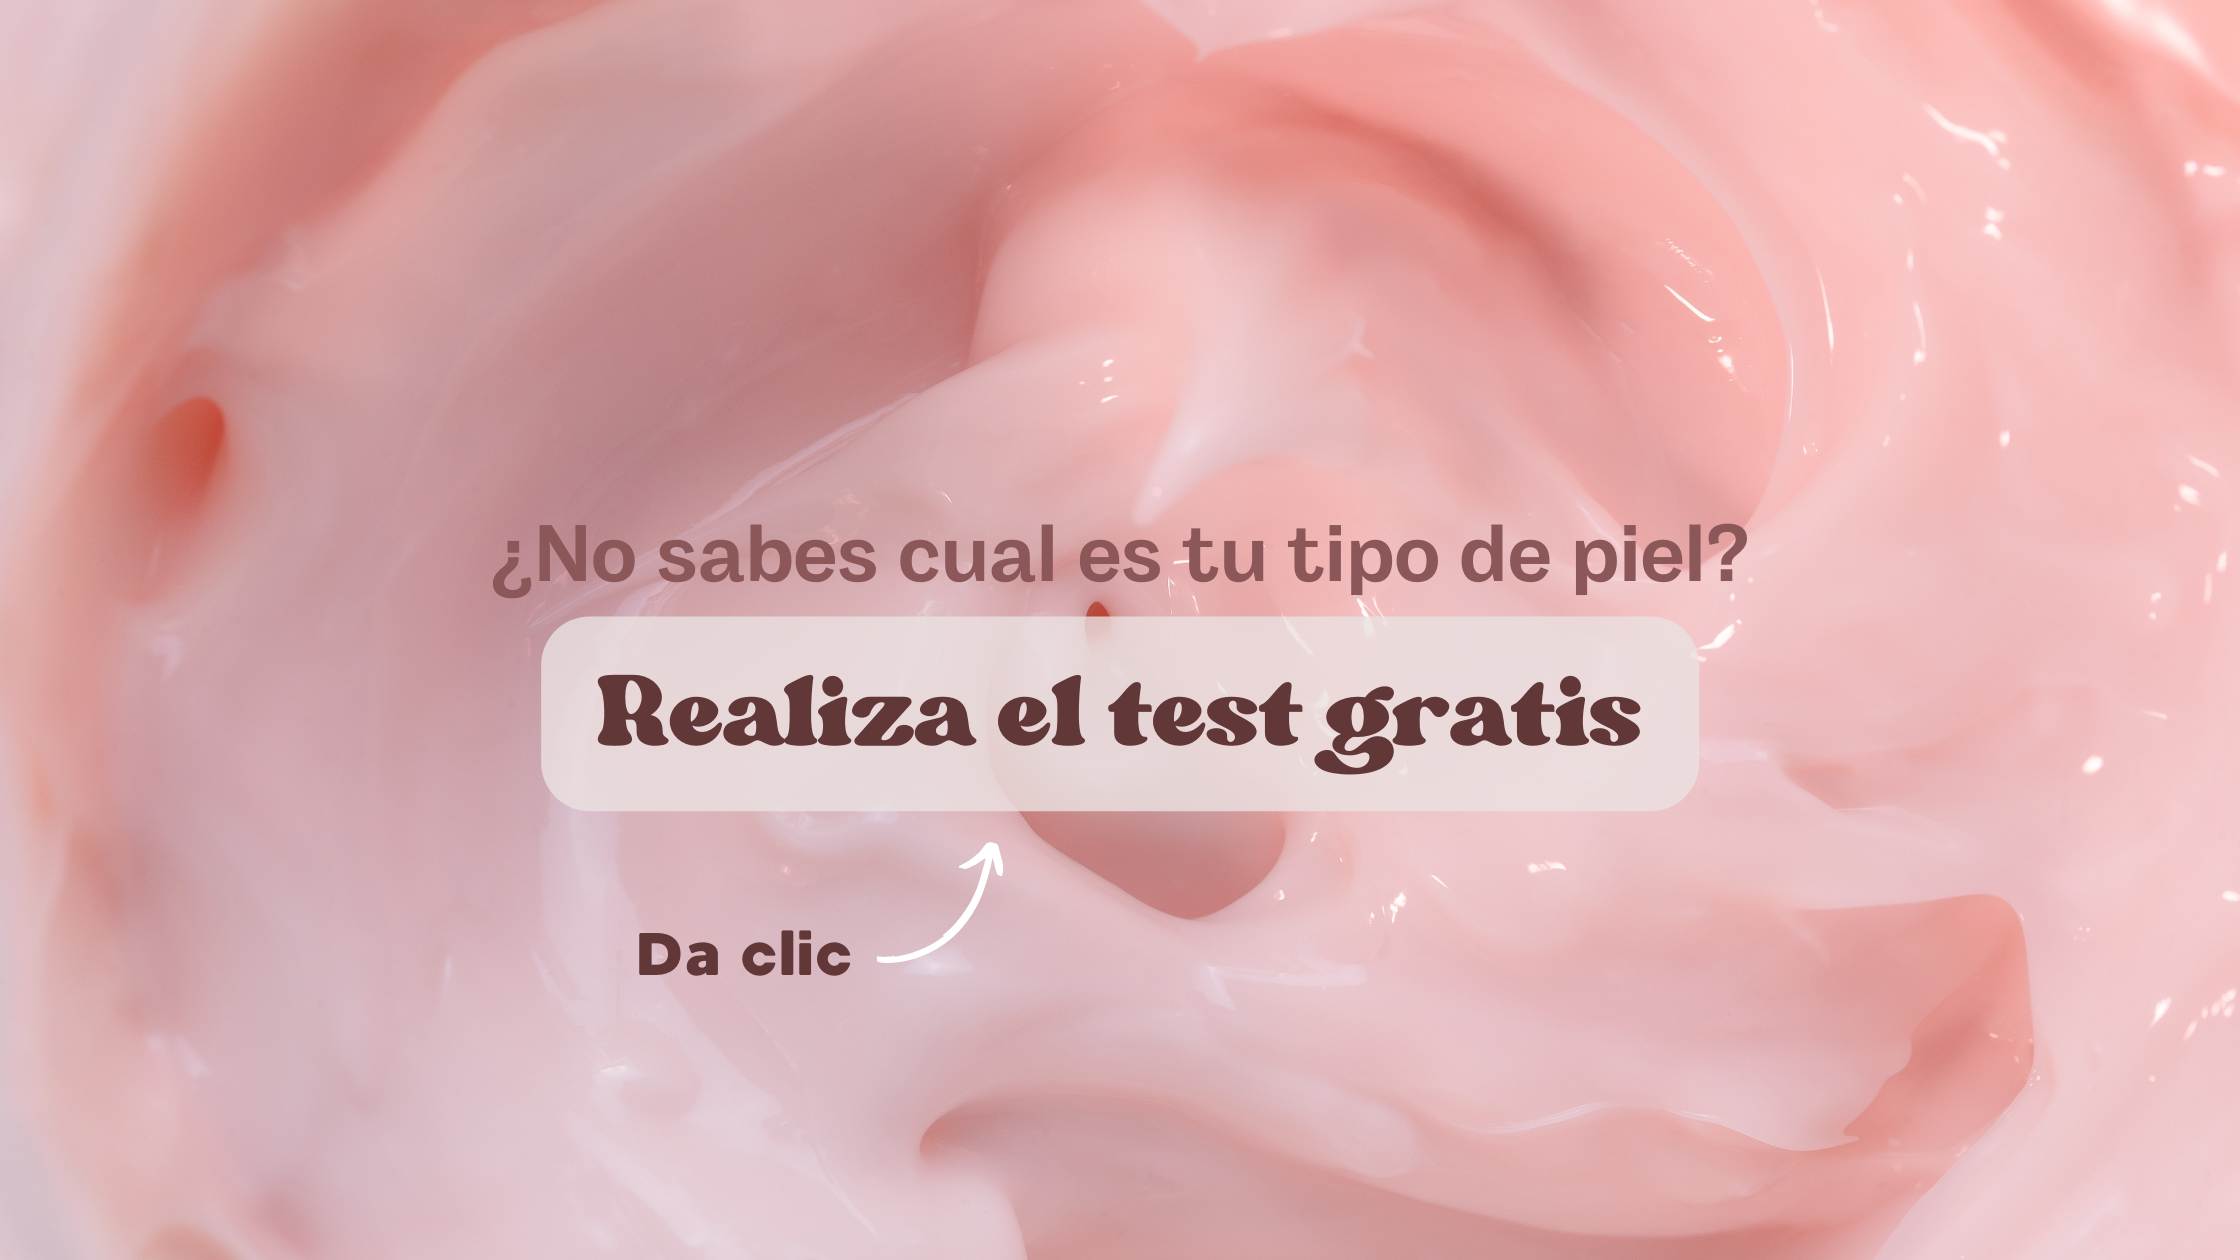 ¿No sabes cual es tu tipo de piel?
Realiza el test gratis
Da clic